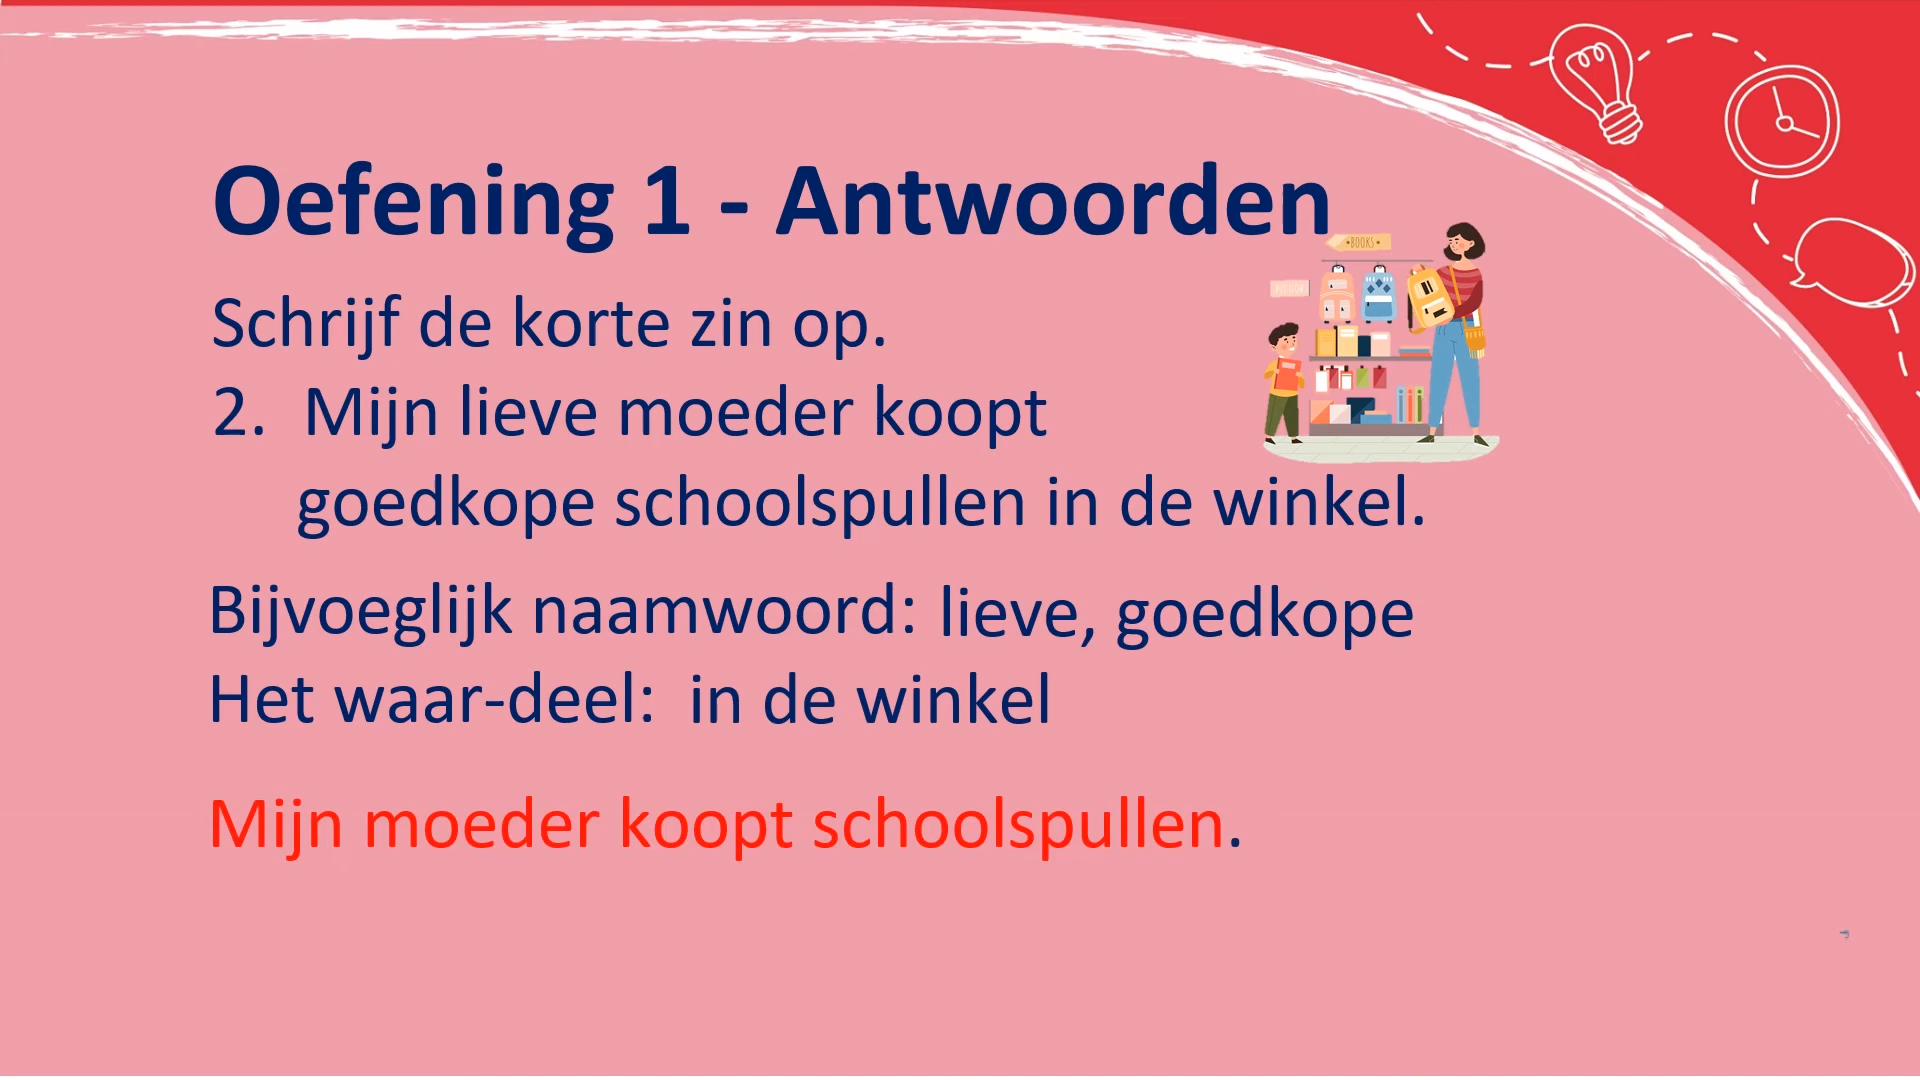 Oefening 1 - Antwoorden
BOOKS
Schrijf de korte zin op.
2. Mijn lieve moeder koopt
goedkope schoolspullen in de winkel.
Bijvoeglijk naamwoord: lieve, goedkope
Het waar-deel: in de winkel
Mijn moeder koopt schoolspullen.